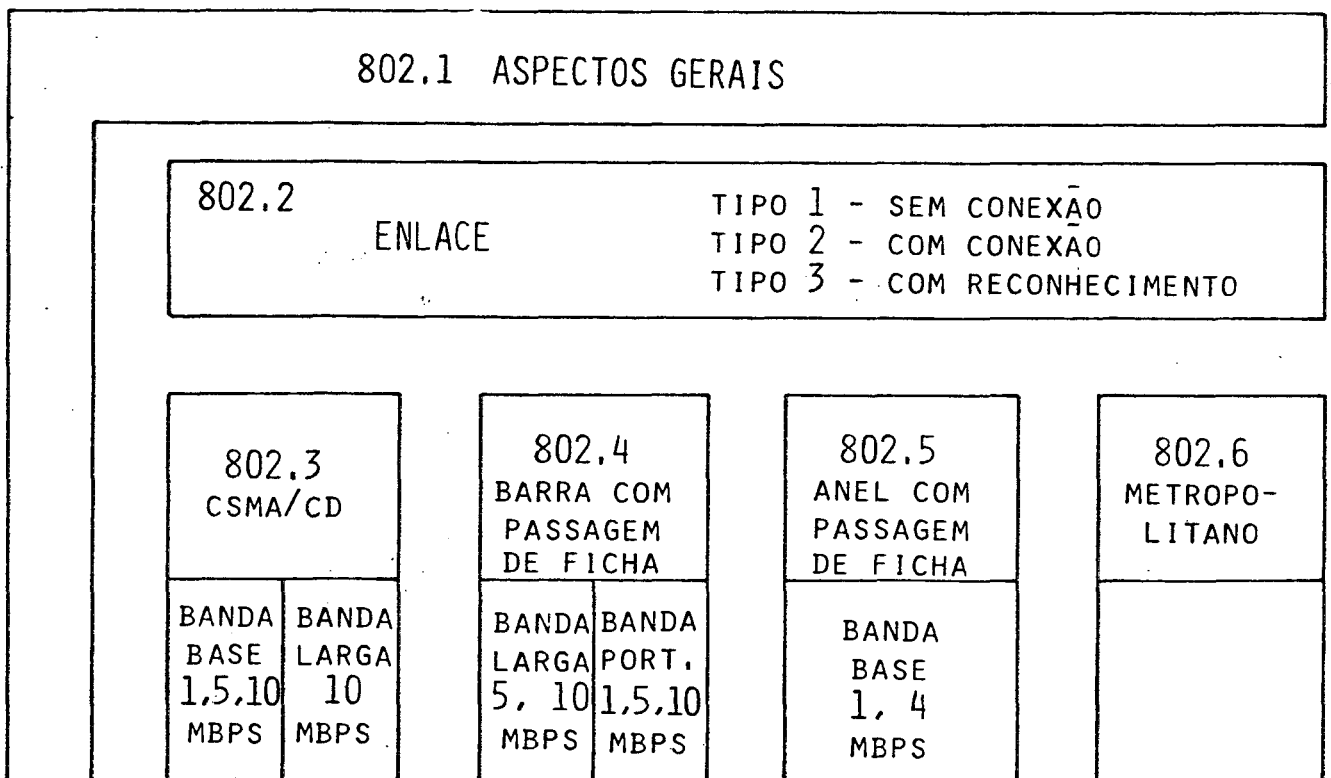 802.1 ASPECTOS GERAIS
802.2
ENLACE
TIPO 1 - SEM CONEXÃO
TIPO 2 - COM CONEXÃO
TIPO 3 - COM RECONHECIMENTO
802.3
CSMA/CD
BANDA
BASE
1,5,10
MBPS
BANDA
LARGA
10
MBPS
802.4
BARRA COM
PASSAGEM
DE FICHA
BANDA
LARGA
5, 10
MBPS
BANDA
PORT.
1,5,10
MBPS
802.5
ANEL COM
PASSAGEM
DE FICHA
BANDA
BASE
1, 4
MBPS
802.6
METROPO-
LITANO